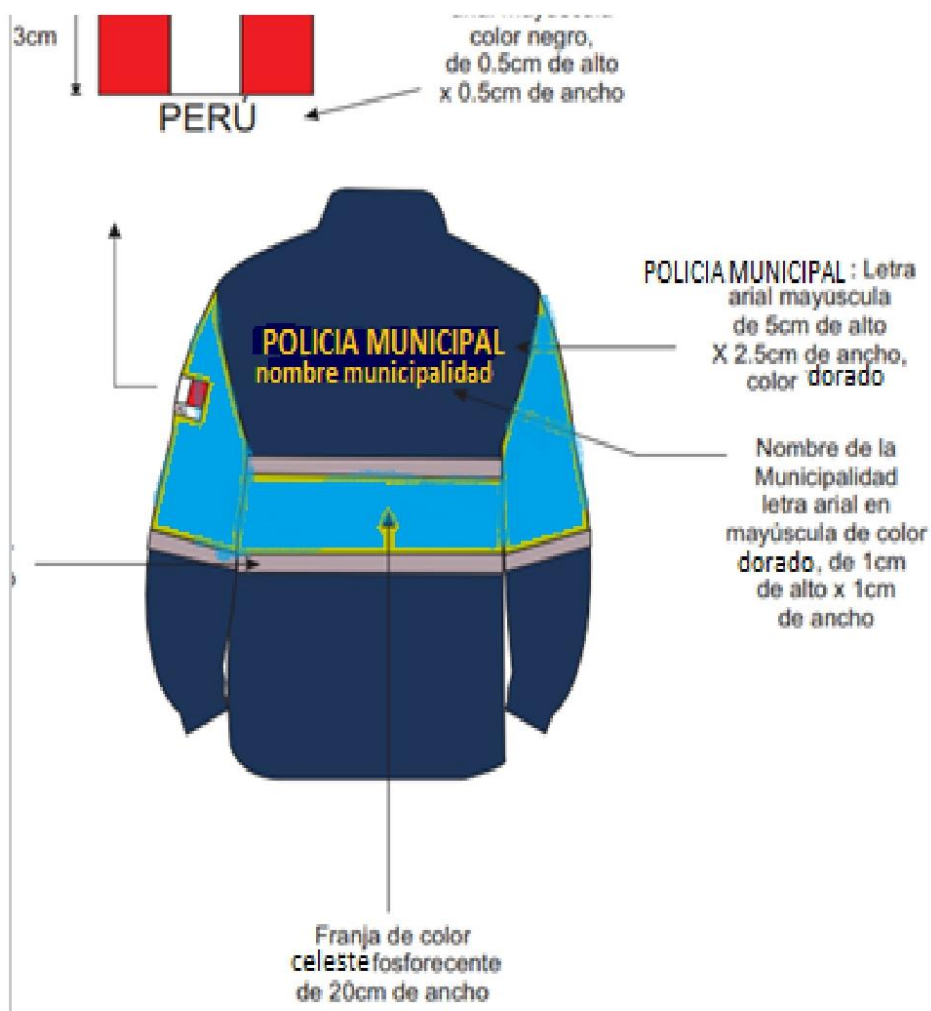 3cm
color negro,
de 0.5cm de alto
x 0.5cm de ancho
PERÚ
POLICIA MUNICIPAL : Letra
arial mayúscula
de 5cm de alto
X 2.5cm de ancho,
color dorado
POLICIA MUNICIPAL
nombre municipalidad
Nombre de la
Municipalidad
letra arial en
mayúscula de color
dorado, de 1cm
de alto x 1cm
de ancho
Franja de color
celeste fosforecente
de 20cm de ancho